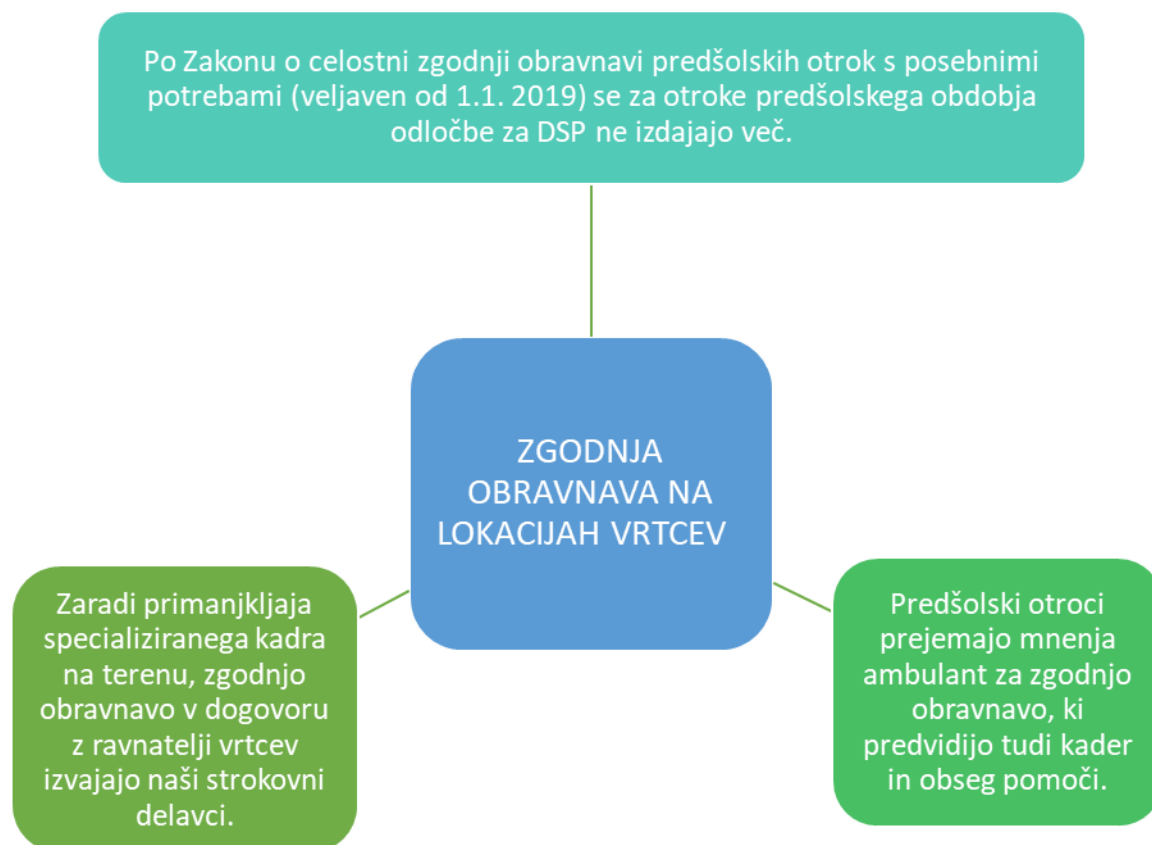 Po Zakonu o celostni zgodnji obravnavi predšolskih otrok s posebnimi
potrebami (veljaven od 1.1. 2019) se za otroke predšolskega obdobja
odločbe za DSP ne izdajajo več.
ZGODNJA
OBRAVNAVA NA
LOKACIJAH VRTCEV
Zaradi primanjkljaja
specializiranega kadra
na terenu, zgodnjo
obravnavo v dogovoru
z ravnatelji vrtcev
izvajajo naši strokovni
delavci.
Predšolski otroci
prejemajo mnenja
ambulant za zgodnjo
obravnavo, ki
predvidijo tudi kader
in obseg pomoči.